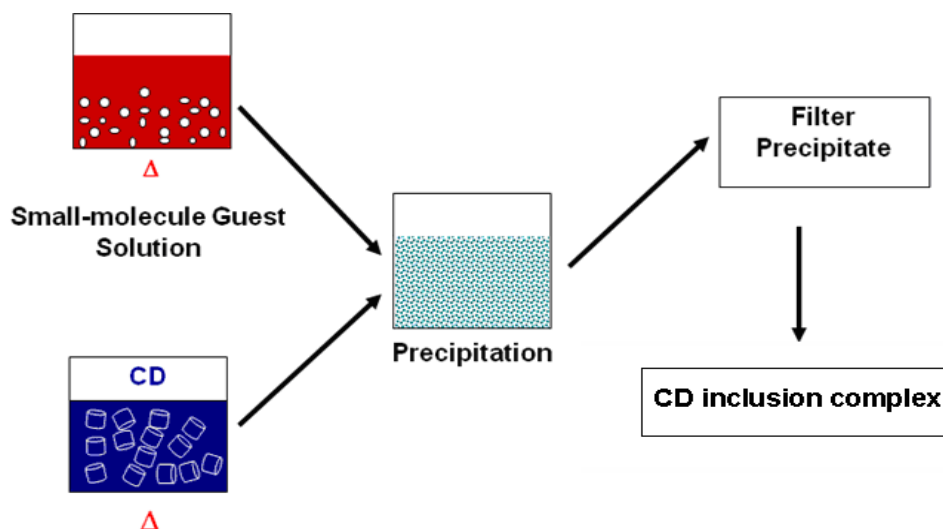 Δ
Small-molecule Guest
Solution
CD
Δ
Precipitation
Filter
Precipitate
CD inclusion complex